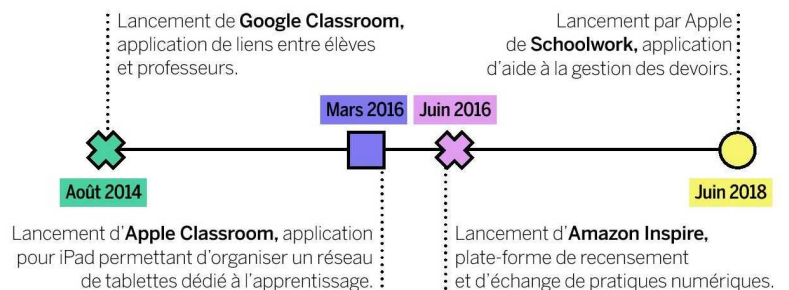 Lancement de Google Classroom,
application de liens entre élèves
et professeurs.
Lancement par Apple
de Schoolwork, application
d'aide à la gestion des devoirs.
Mars 2016
Juin 2016
Août 2014
Juin 2018
Lancement d'Apple Classroom, application
pour iPad permettant d'organiser un réseau
de tablettes dédié à l'apprentissage.
Lancement d'Amazon Inspire,
plate-forme de recensement
et d'échange de pratiques numériques.